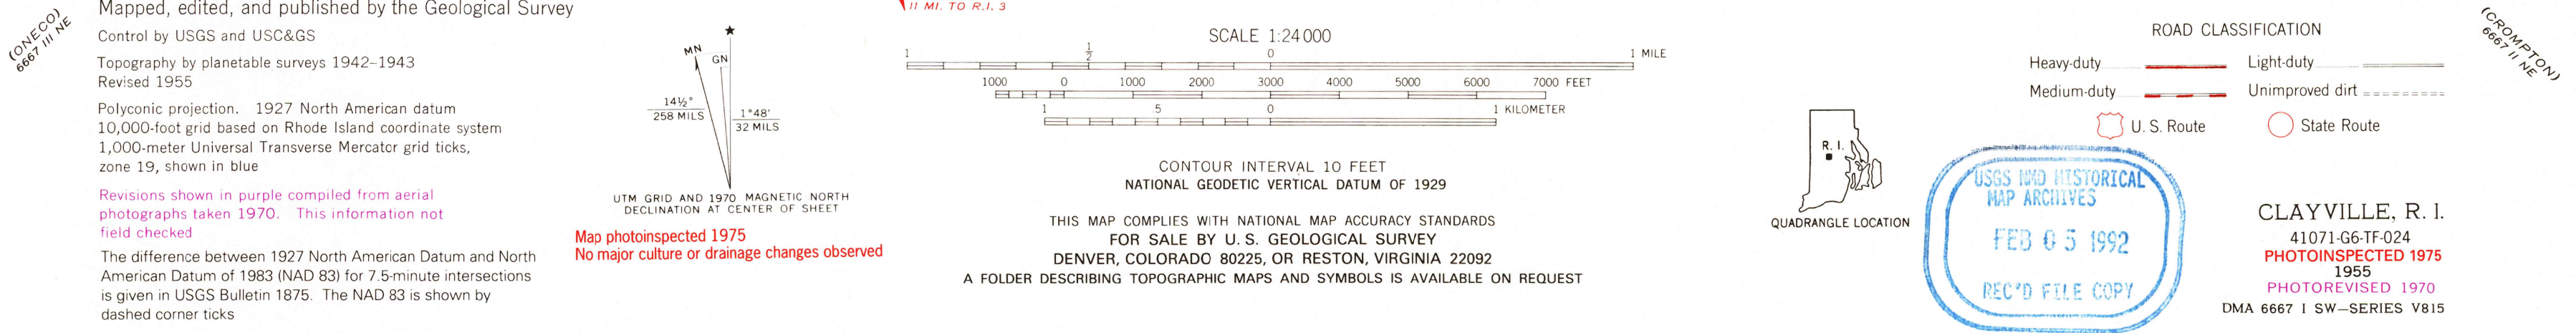 (ONECO)
6667 III NE
Mapped, edited, and published by the Geological Survey
Control by USGS and USC&GS
Topography by planetable surveys 1942–1943
Revised 1955
Polyconic projection. 1927 North American datum
10,000-foot grid based on Rhode Island coordinate system
1,000-meter Universal Transverse Mercator grid ticks,
zone 19, shown in blue
Revisions shown in purple compiled from aerial
photographs taken 1970. This information not
field checked
The difference between 1927 North American Datum and North
American Datum of 1983 (NAD 83) for 7.5-minute intersections
is given in USGS Bulletin 1875. The NAD 83 is shown by
dashed corner ticks
★
MN
GN
14½°
258 MILS
1°48'
32 MILS
UTM GRID AND 1970 MAGNETIC NORTH
DECLINATION AT CENTER OF SHEET
Map photoinspected 1975
No major culture or drainage changes observed
11 MI. TO R.I. 3
SCALE 1:24 000
1 ½ 0 1 MILE
1000 0 1000 2000 3000 4000 5000 6000 7000 FEET
1 .5 0 1 KILOMETER
CONTOUR INTERVAL 10 FEET
NATIONAL GEODETIC VERTICAL DATUM OF 1929
THIS MAP COMPLIES WITH NATIONAL MAP ACCURACY STANDARDS
FOR SALE BY U. S. GEOLOGICAL SURVEY
DENVER, COLORADO 80225, OR RESTON, VIRGINIA 22092
A FOLDER DESCRIBING TOPOGRAPHIC MAPS AND SYMBOLS IS AVAILABLE ON REQUEST
R. I.
QUADRANGLE LOCATION
ROAD CLASSIFICATION
Heavy-duty Light-duty
Medium-duty Unimproved dirt
U. S. Route State Route
(CROMPTON)
6667 II NE
USGS NMD HISTORICAL
MAP ARCHIVES
FEB 05 1992
REC'D FILE COPY
CLAYVILLE, R. I.
41071-G6-TF-024
PHOTOINSPECTED 1975
1955
PHOTOREVISED 1970
DMA 6667 I SW—SERIES V815